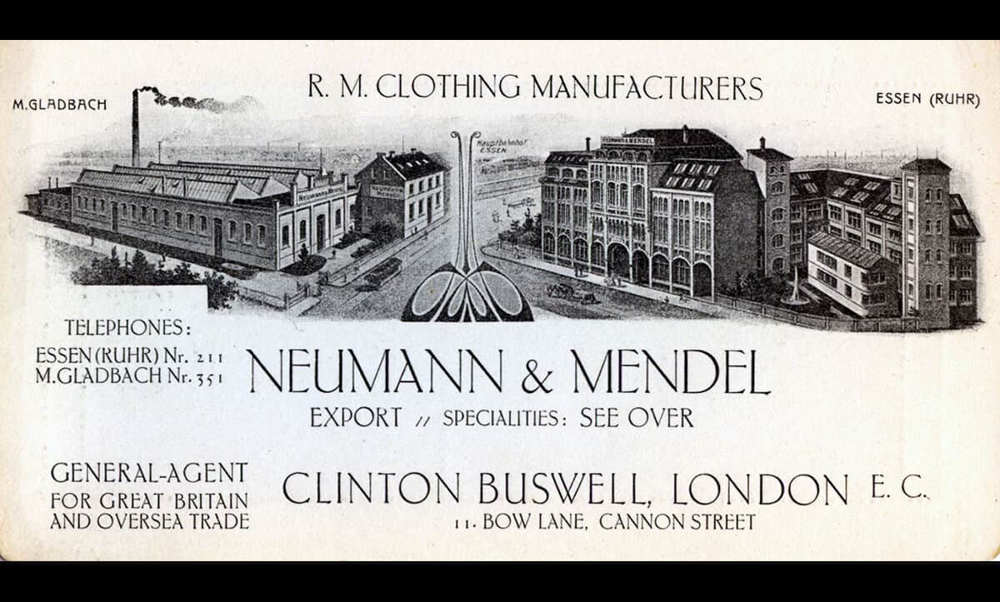 R. M. CLOTHING MANUFACTURERS
M. GLADBACH
ESSEN (RUHR)
Hauptbahnhof
ESSEN
NEUMANN & MENDEL
NEUMANN & MENDEL
NEUMANN &
MENDEL
TELEPHONES:
ESSEN (RUHR) Nr. 211
M. GLADBACH Nr. 351
NEUMANN & MENDEL
EXPORT // SPECIALITIES: SEE OVER
GENERAL-AGENT
FOR GREAT BRITAIN
AND OVERSEA TRADE
CLINTON BUSWELL, LONDON E. C.
11. BOW LANE, CANNON STREET